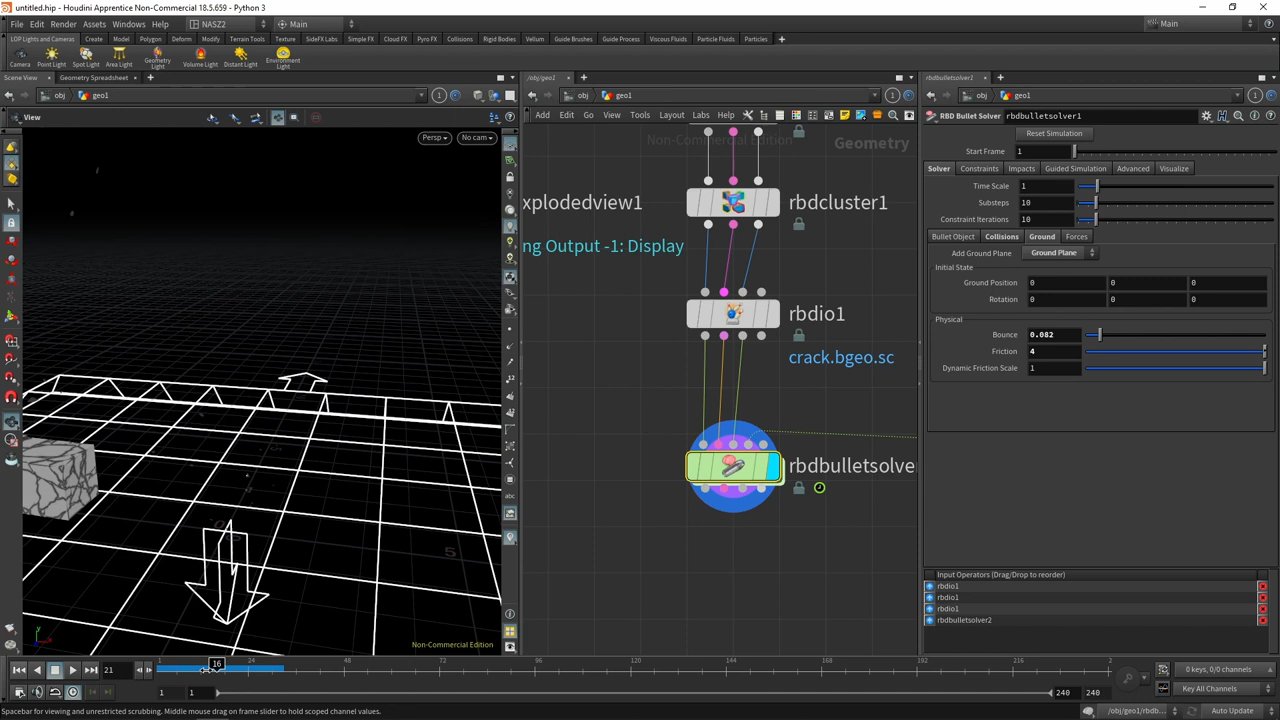 untitled.hip - Houdini Apprentice Non-Commercial 18.5.659 - Python 3
File Edit Render Assets Windows Help NASZ2 Main Main
LOP Lights and Cameras Create Model Polygon Deform Modify Terrain Tools Texture SideFX Labs Simple FX Cloud FX Pyro FX Collisions Rigid Bodies Vellum Guide Brushes Guide Process Viscous Fluids Particle Fluids Particles
Camera Point Light Spot Light Area Light Geometry Light Volume Light Distant Light Environment Light
Scene View Geometry Spreadsheet /obj/geo1 rbdbulletsolver1
obj geo1 1 obj geo1 1 obj geo1 1
View Add Edit Go View Tools Layout Labs Help RBD Bullet Solver rbdbulletsolver1
Persp No cam
Non-Commercial Edition Geometry
Reset Simulation
Start Frame 1
Solver Constraints Impacts Guided Simulation Advanced Visualize
Time Scale 1
Substeps 10
Constraint Iterations 10
Bullet Object Collisions Ground Forces
Add Ground Plane Ground Plane
Initial State
Ground Position 0 0 0
Rotation 0 0 0
Physical
Bounce 0.082
Friction 4
Dynamic Friction Scale 1
xplodedview1 rbdcluster1
ng Output -1: Display
rbdio1
crack.bgeo.sc
rbdbulletsolve
5
abc
Non-Commercial Edition
Input Operators (Drag/Drop to reorder)
rbdio1
rbdio1
rbdio1
rbdbulletsolver2
21 1 16 24 48 72 96 120 144 168 192 216 2
0 keys, 0/0 channels
1 1 240 240 Key All Channels
Spacebar for viewing and unrestricted scrubbing. Middle mouse drag on frame slider to hold scoped channel values.
/obj/geo1/rbdb... Auto Update